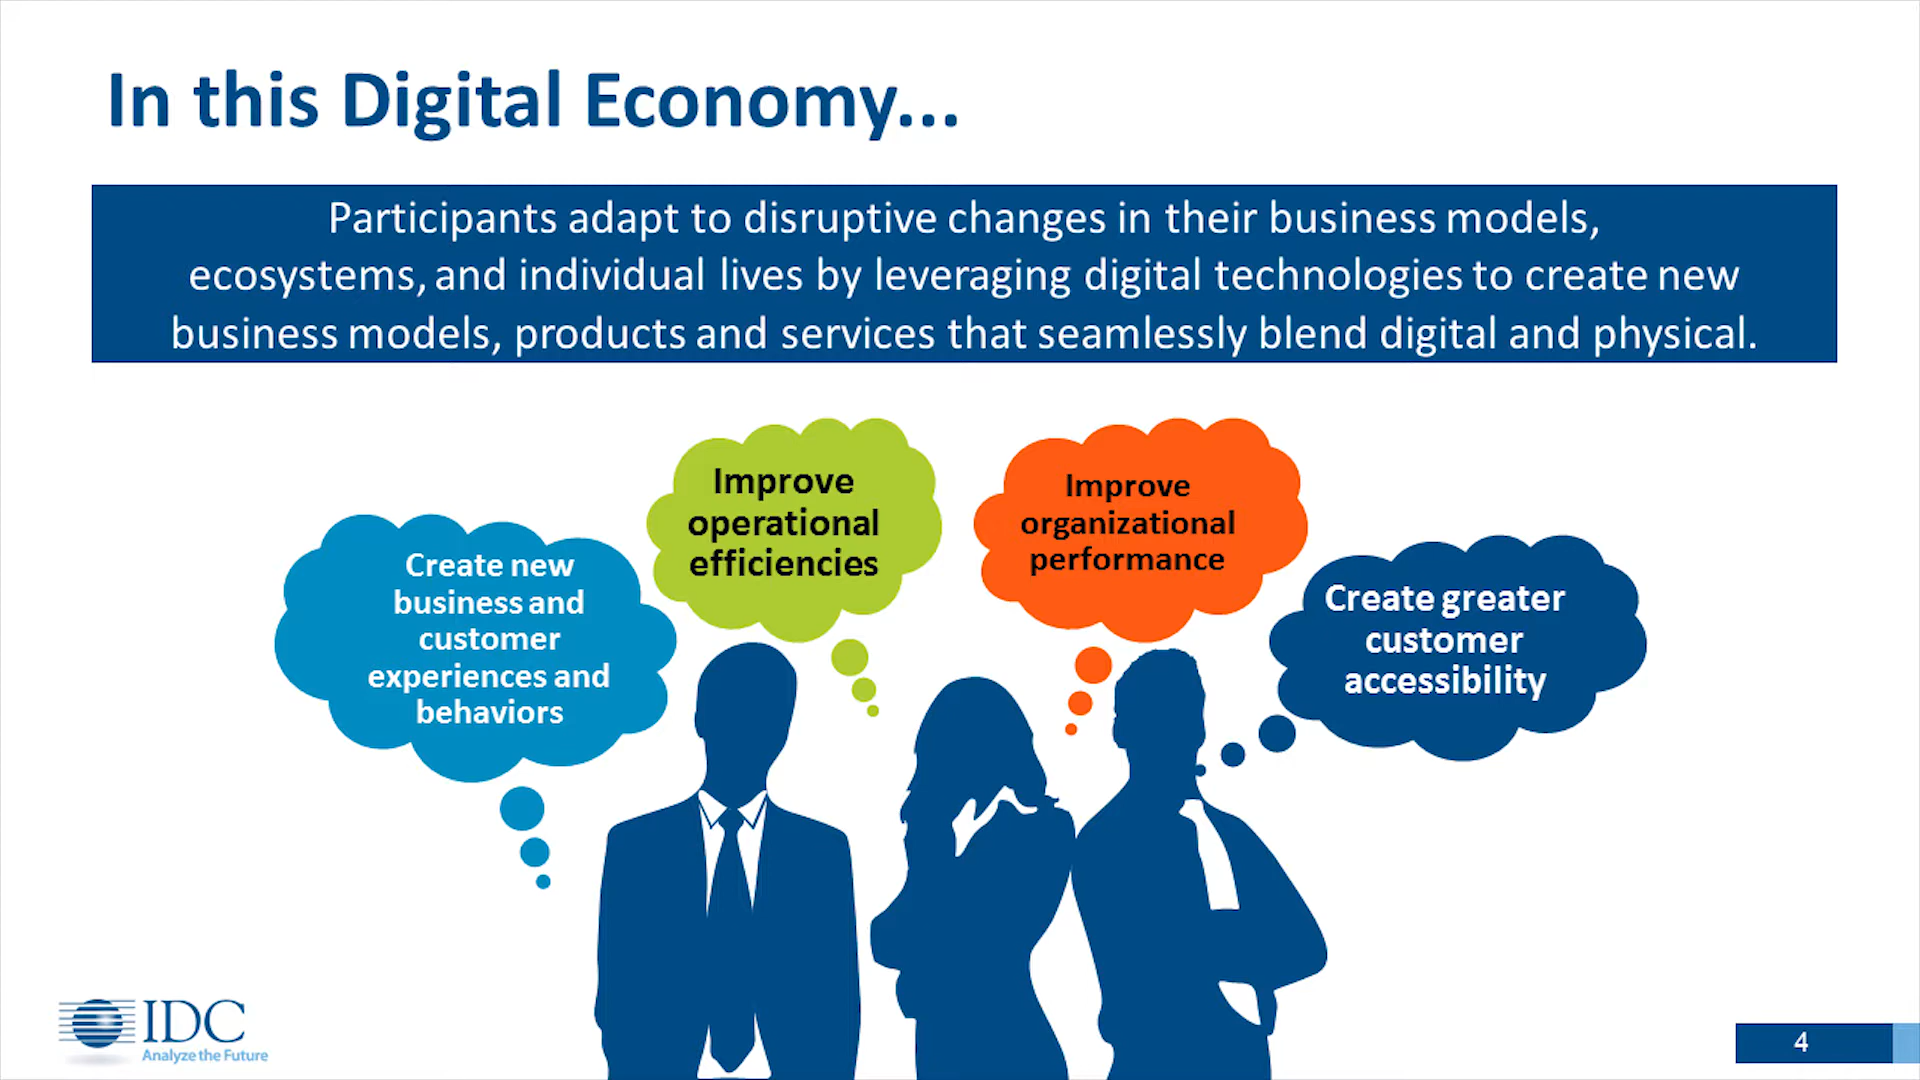 In this Digital Economy...
Participants adapt to disruptive changes in their business models,
ecosystems, and individual lives by leveraging digital technologies to create new
business models, products and services that seamlessly blend digital and physical.
Create new
business and
customer
experiences and
behaviors
Improve
operational
efficiencies
Improve
organizational
performance
Create greater
customer
accessibility
IDC
Analyze the Future
4